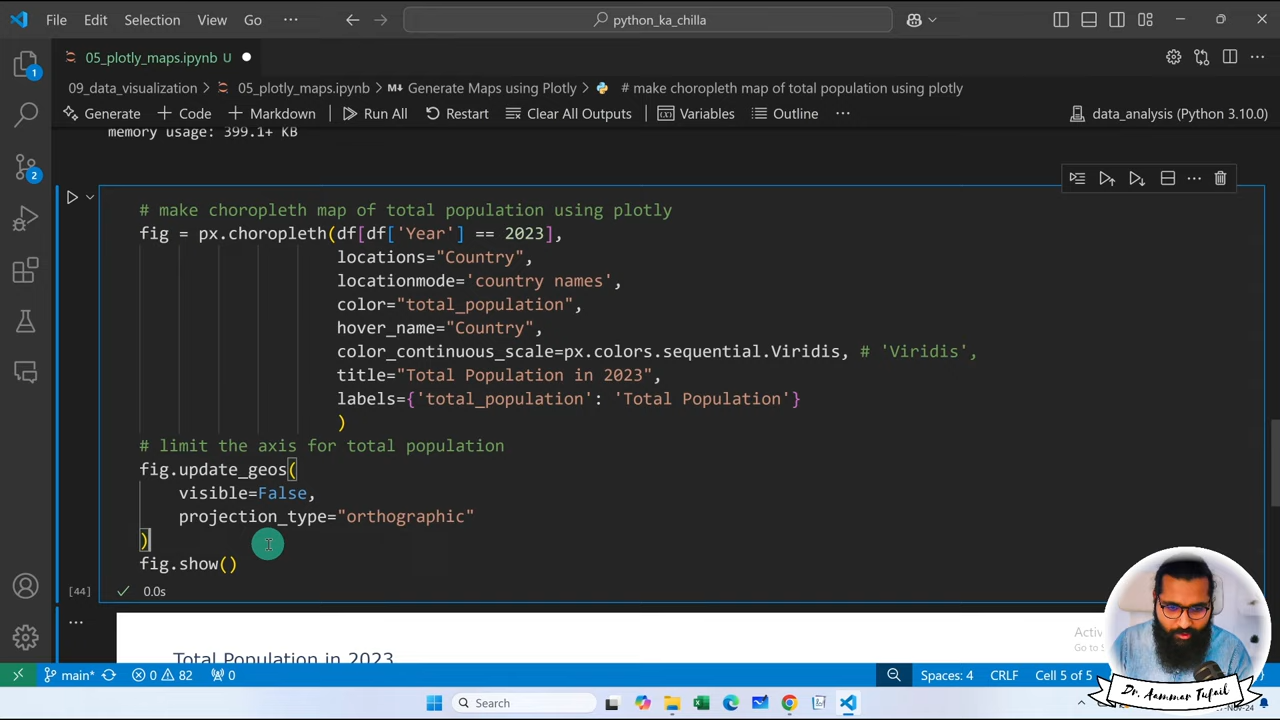 File Edit Selection View Go ··· python_ka_chilla
05_plotly_maps.ipynb U
09_data_visualization > 05_plotly_maps.ipynb > Generate Maps using Plotly > # make choropleth map of total population using plotly
Generate + Code + Markdown Run All Restart Clear All Outputs Variables Outline ··· data_analysis (Python 3.10.0)
memory usage: 399.1+ KB
# make choropleth map of total population using plotly
fig = px.choropleth(df[df['Year'] == 2023],
locations="Country",
locationmode='country names',
color="total_population",
hover_name="Country",
color_continuous_scale=px.colors.sequential.Viridis, # 'Viridis',
title="Total Population in 2023",
labels={'total_population': 'Total Population'}
)
# limit the axis for total population
fig.update_geos(
visible=False,
projection_type="orthographic"
)
fig.show()
[44] 0.0s
Total Population in 2023
1
2
main* 0 82 0 Spaces: 4 CRLF Cell 5 of 5
Search
Dr. Aammar Tufail